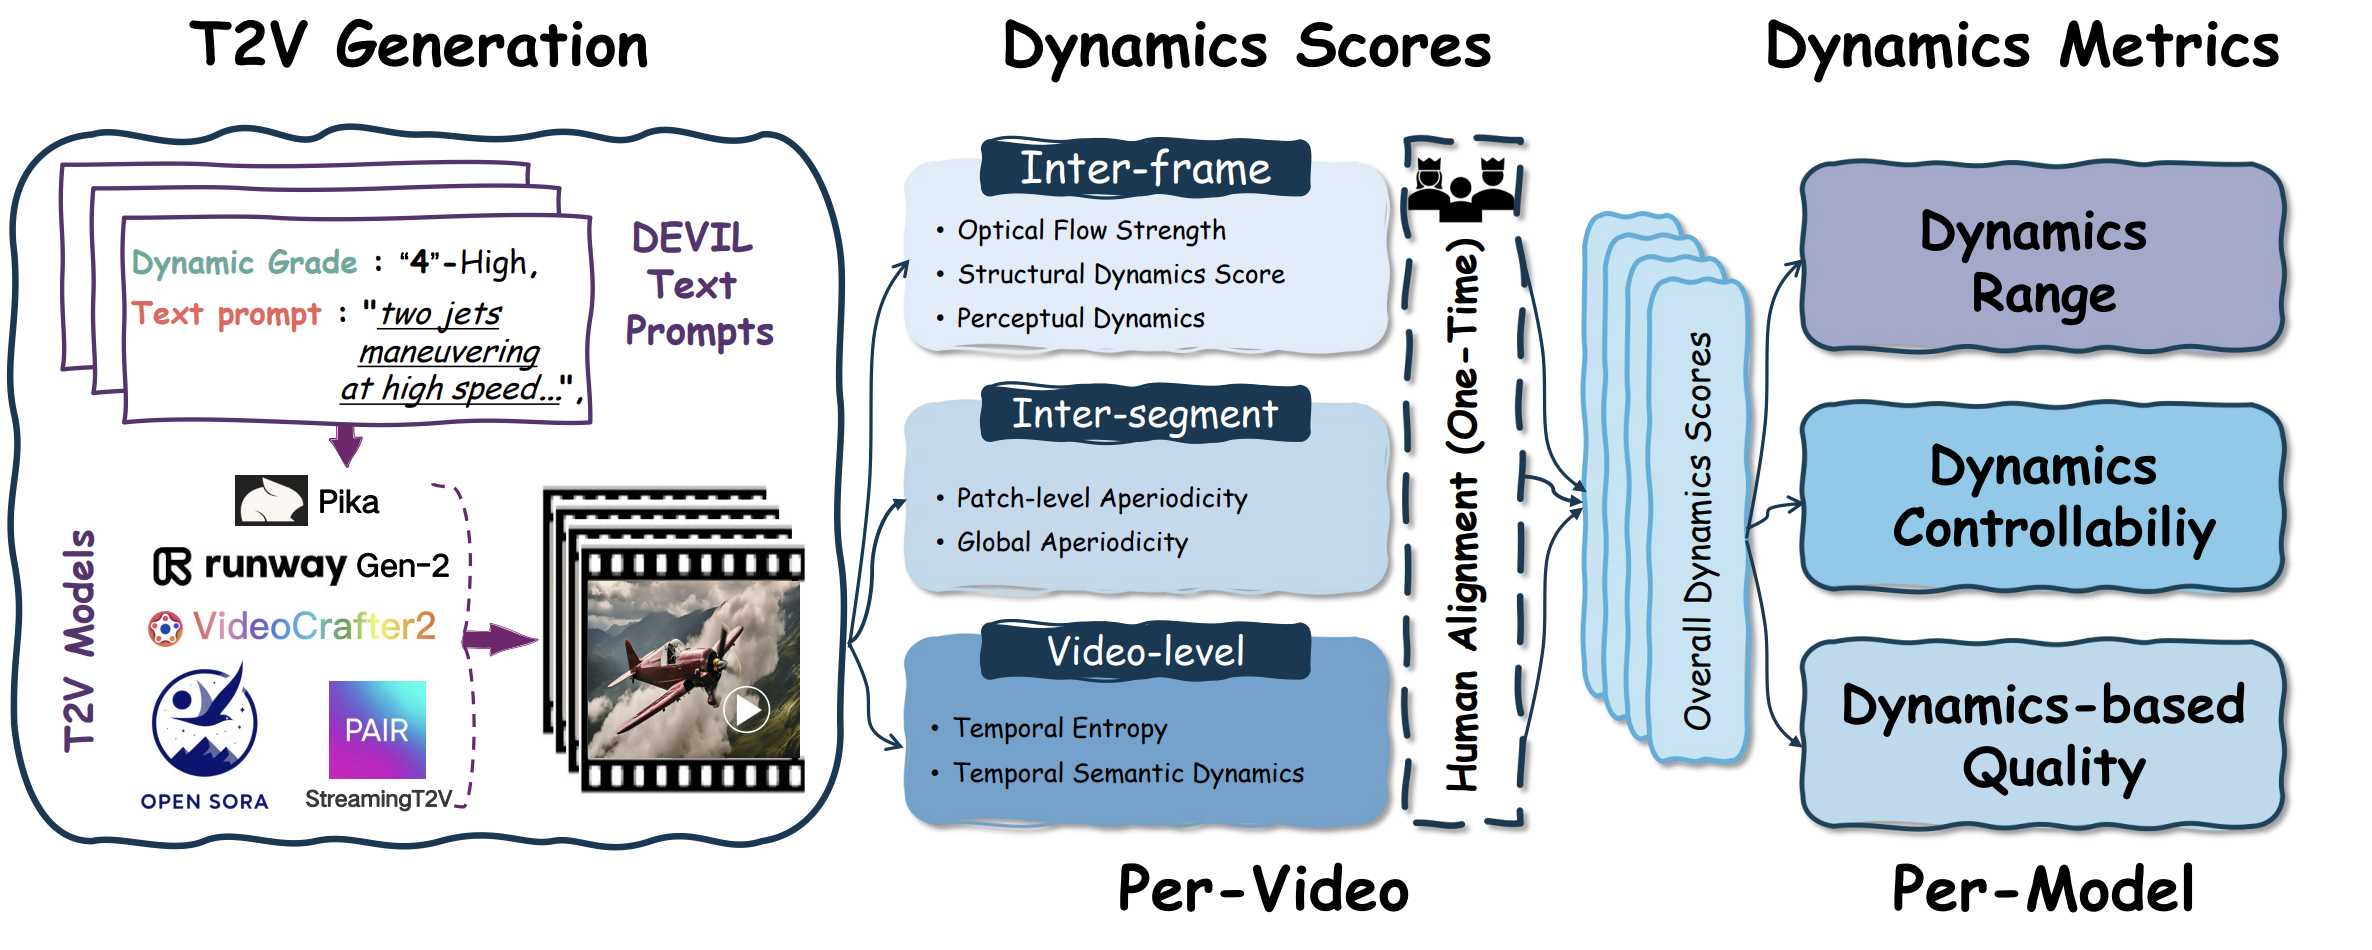 T2V Generation
Dynamic Grade : “4”-High,
Text prompt : "two jets
maneuvering
at high speed...",
DEVIL
Text
Prompts
T2V Models
Pika
runway Gen-2
VideoCrafter2
OPEN SORA
PAIR
StreamingT2V
Dynamics Scores
Inter-frame
• Optical Flow Strength
• Structural Dynamics Score
• Perceptual Dynamics
Inter-segment
• Patch-level Aperiodicity
• Global Aperiodicity
Video-level
• Temporal Entropy
• Temporal Semantic Dynamics
Human Alignment (One-Time)
Per-Video
Overall Dynamics Scores
Dynamics Metrics
Dynamics
Range
Dynamics
Controllabiliy
Dynamics-based
Quality
Per-Model